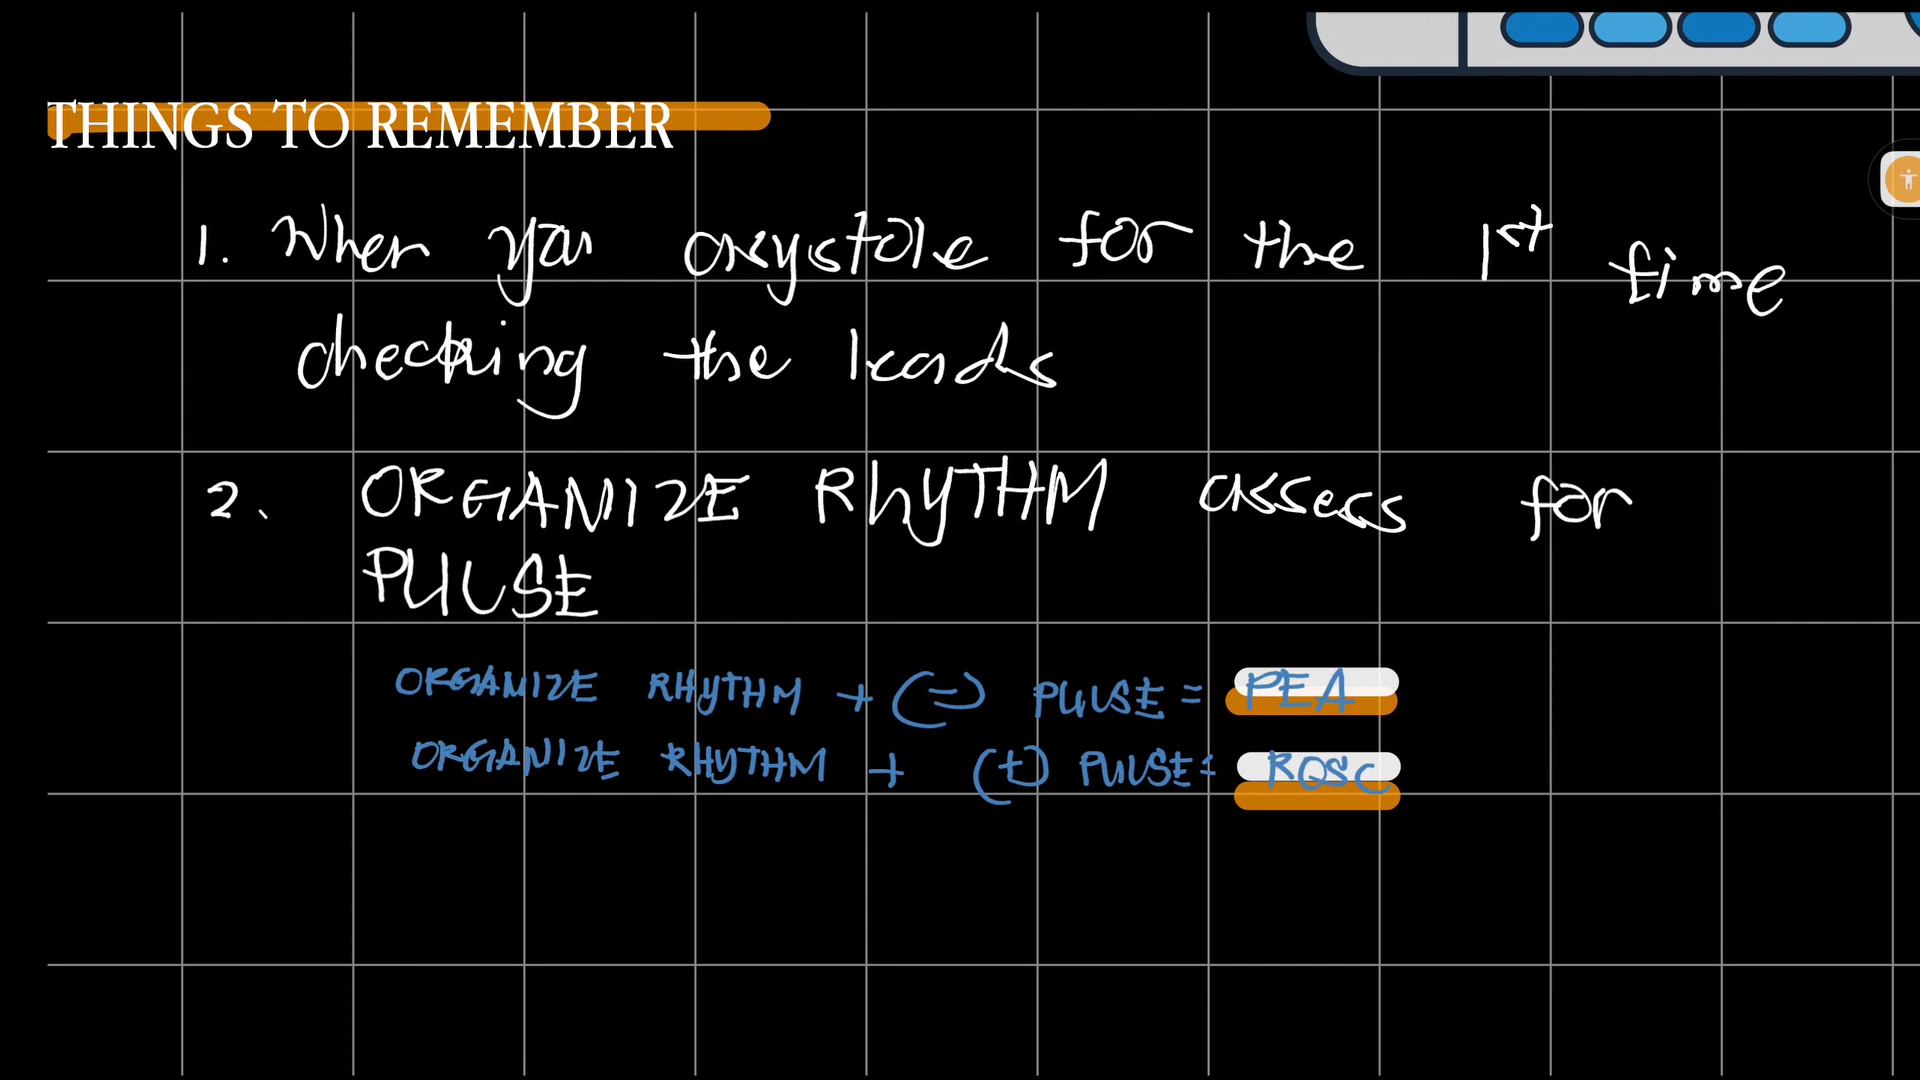 THINGS TO REMEMBER
1. When you asystole for the 1st time
checking the leads
2. ORGANIZE RHYTHM assess for
PULSE
ORGANIZE RHYTHM + (-) PULSE = PEA
ORGANIZE RHYTHM + (+) PULSE = ROSC